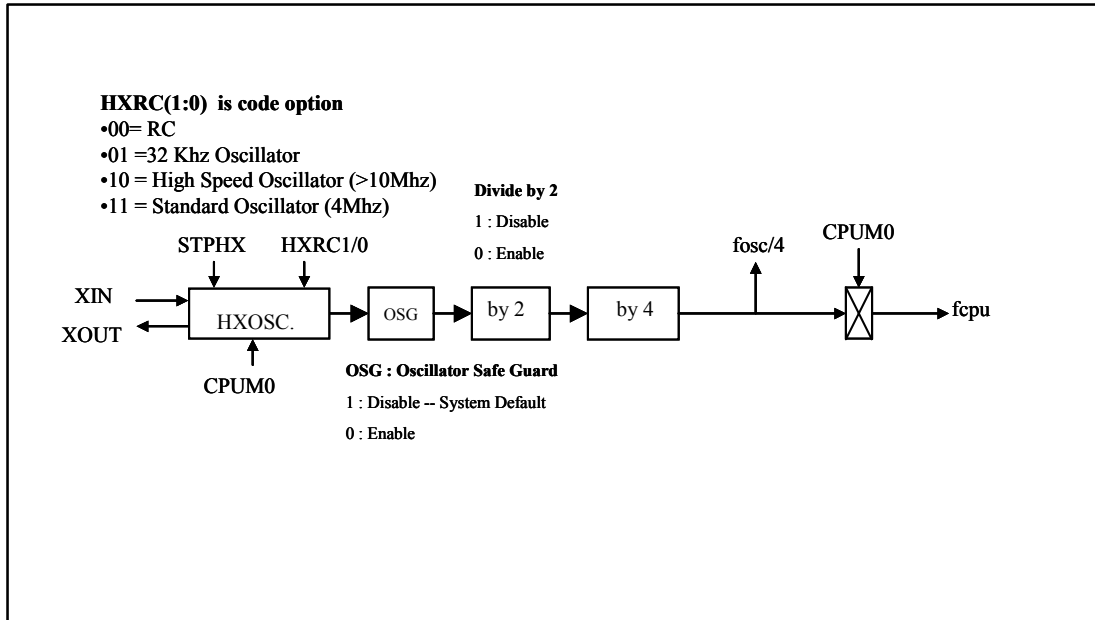 HXRC(1:0)  is code option
•00= RC
•01 =32 Khz Oscillator
•10 = High Speed Oscillator (>10Mhz)
•11 = Standard Oscillator (4Mhz)
Divide by 2
1 : Disable
0 : Enable
STPHX
HXRC1/0
fosc/4
CPUM0
XIN
XOUT
HXOSC.
OSG
by 2
by 4
fcpu
CPUM0
OSG : Oscillator Safe Guard
1 : Disable -- System Default
0 : Enable